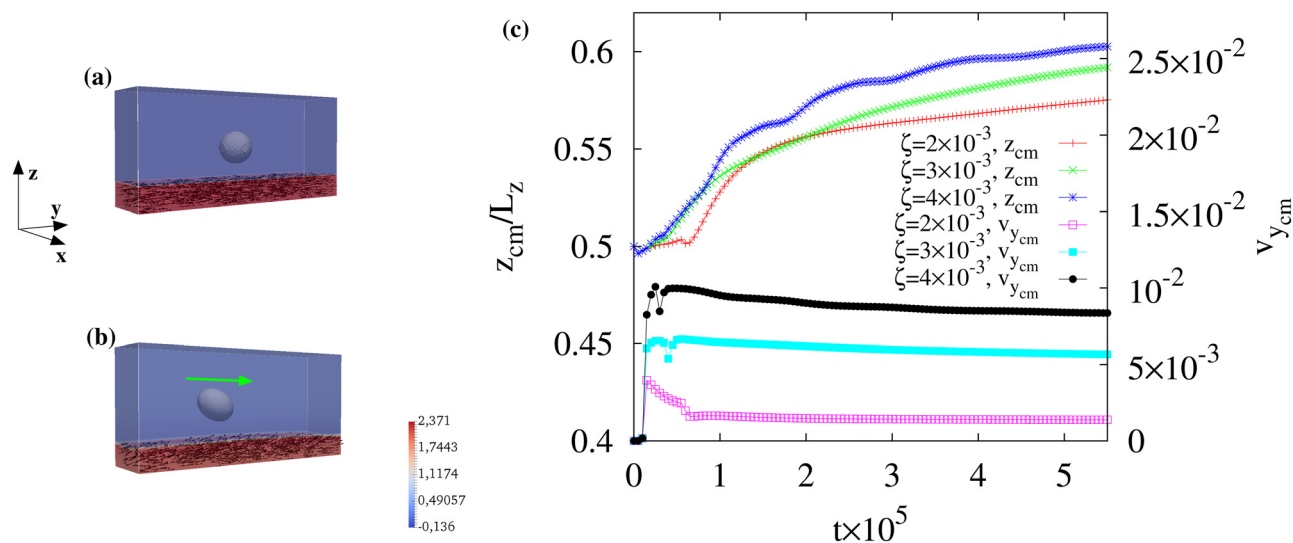 (a)
z
y
x
(b)
2,371
1,7443
1,1174
0,49057
-0,136
(c)
0.6
0.55
0.5
0.45
0.4
z_cm/L_z
0 1 2 3 4 5
t×10^5
2.5×10^-2
2×10^-2
1.5×10^-2
10^-2
5×10^-3
0
v_y_cm
ζ=2×10^-3, z_cm
ζ=3×10^-3, z_cm
ζ=4×10^-3, z_cm
ζ=2×10^-3, v_y_cm
ζ=3×10^-3, v_y_cm
ζ=4×10^-3, v_y_cm